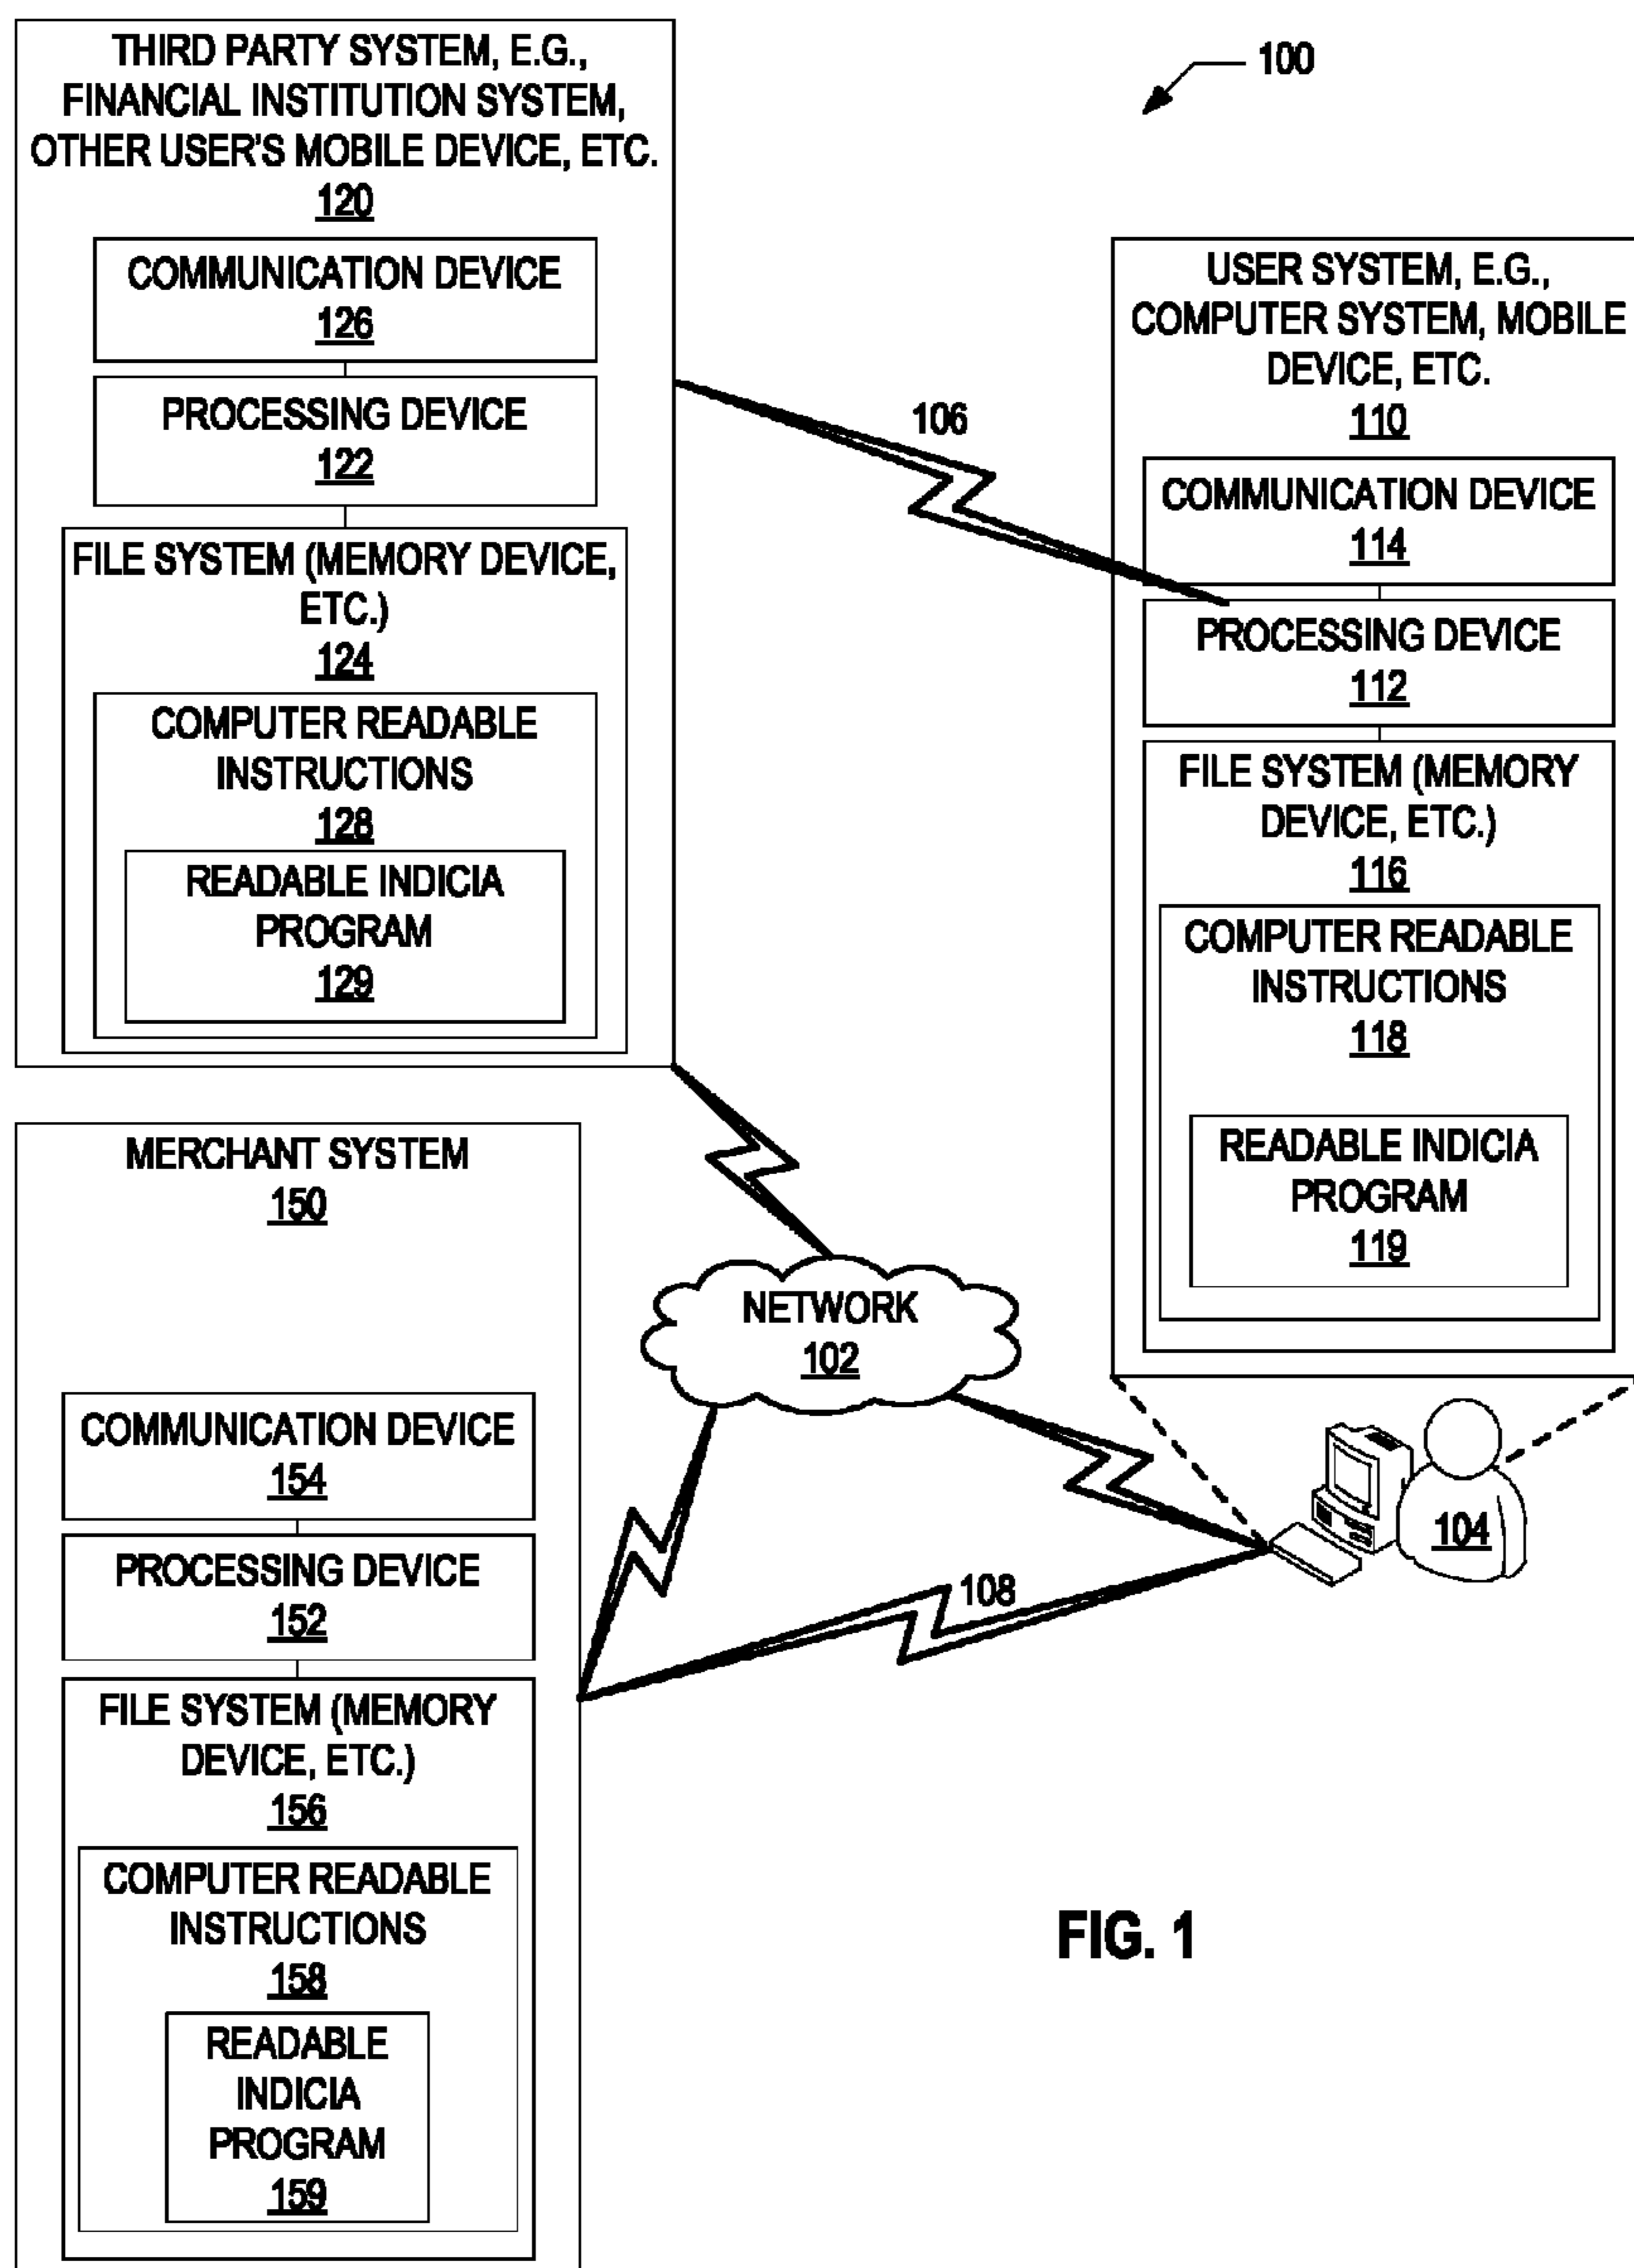 THIRD PARTY SYSTEM, E.G.,
FINANCIAL INSTITUTION SYSTEM,
OTHER USER'S MOBILE DEVICE, ETC.
120
COMMUNICATION DEVICE
126
PROCESSING DEVICE
122
FILE SYSTEM (MEMORY DEVICE,
ETC.)
124
COMPUTER READABLE
INSTRUCTIONS
128
READABLE INDICIA
PROGRAM
129
100
106
USER SYSTEM, E.G.,
COMPUTER SYSTEM, MOBILE
DEVICE, ETC.
110
COMMUNICATION DEVICE
114
PROCESSING DEVICE
112
FILE SYSTEM (MEMORY
DEVICE, ETC.)
116
COMPUTER READABLE
INSTRUCTIONS
118
READABLE INDICIA
PROGRAM
119
MERCHANT SYSTEM
150
COMMUNICATION DEVICE
154
PROCESSING DEVICE
152
FILE SYSTEM (MEMORY
DEVICE, ETC.)
156
COMPUTER READABLE
INSTRUCTIONS
158
READABLE
INDICIA
PROGRAM
159
NETWORK
102
104
108
FIG. 1